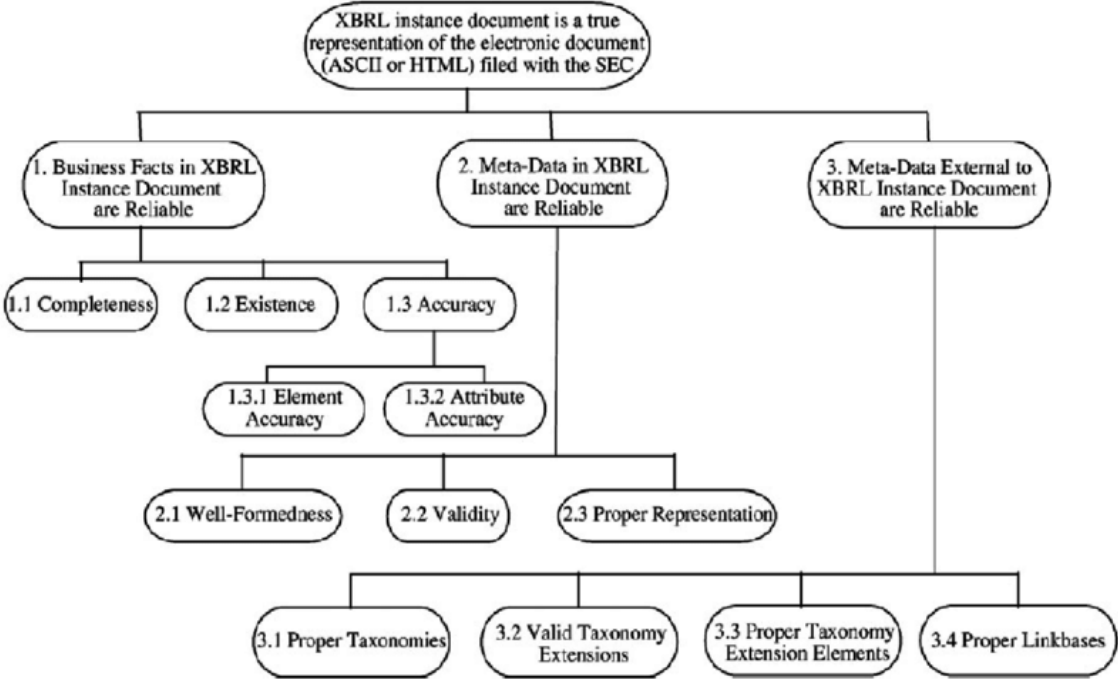 XBRL instance document is a true
representation of the electronic document
(ASCII or HTML) filed with the SEC
1. Business Facts in XBRL
Instance Document
are Reliable
2. Meta-Data in XBRL
Instance Document
are Reliable
3. Meta-Data External to
XBRL Instance Document
are Reliable
1.1 Completeness
1.2 Existence
1.3 Accuracy
1.3.1 Element
Accuracy
1.3.2 Attribute
Accuracy
2.1 Well-Formedness
2.2 Validity
2.3 Proper Representation
3.1 Proper Taxonomies
3.2 Valid Taxonomy
Extensions
3.3 Proper Taxonomy
Extension Elements
3.4 Proper Linkbases